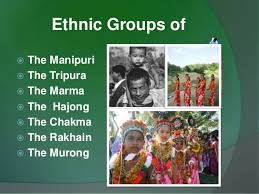 Ethnic Groups of
The Manipuri
The Tripura
The Marma
The Hajong
The Chakma
The Rakhain
The Murong